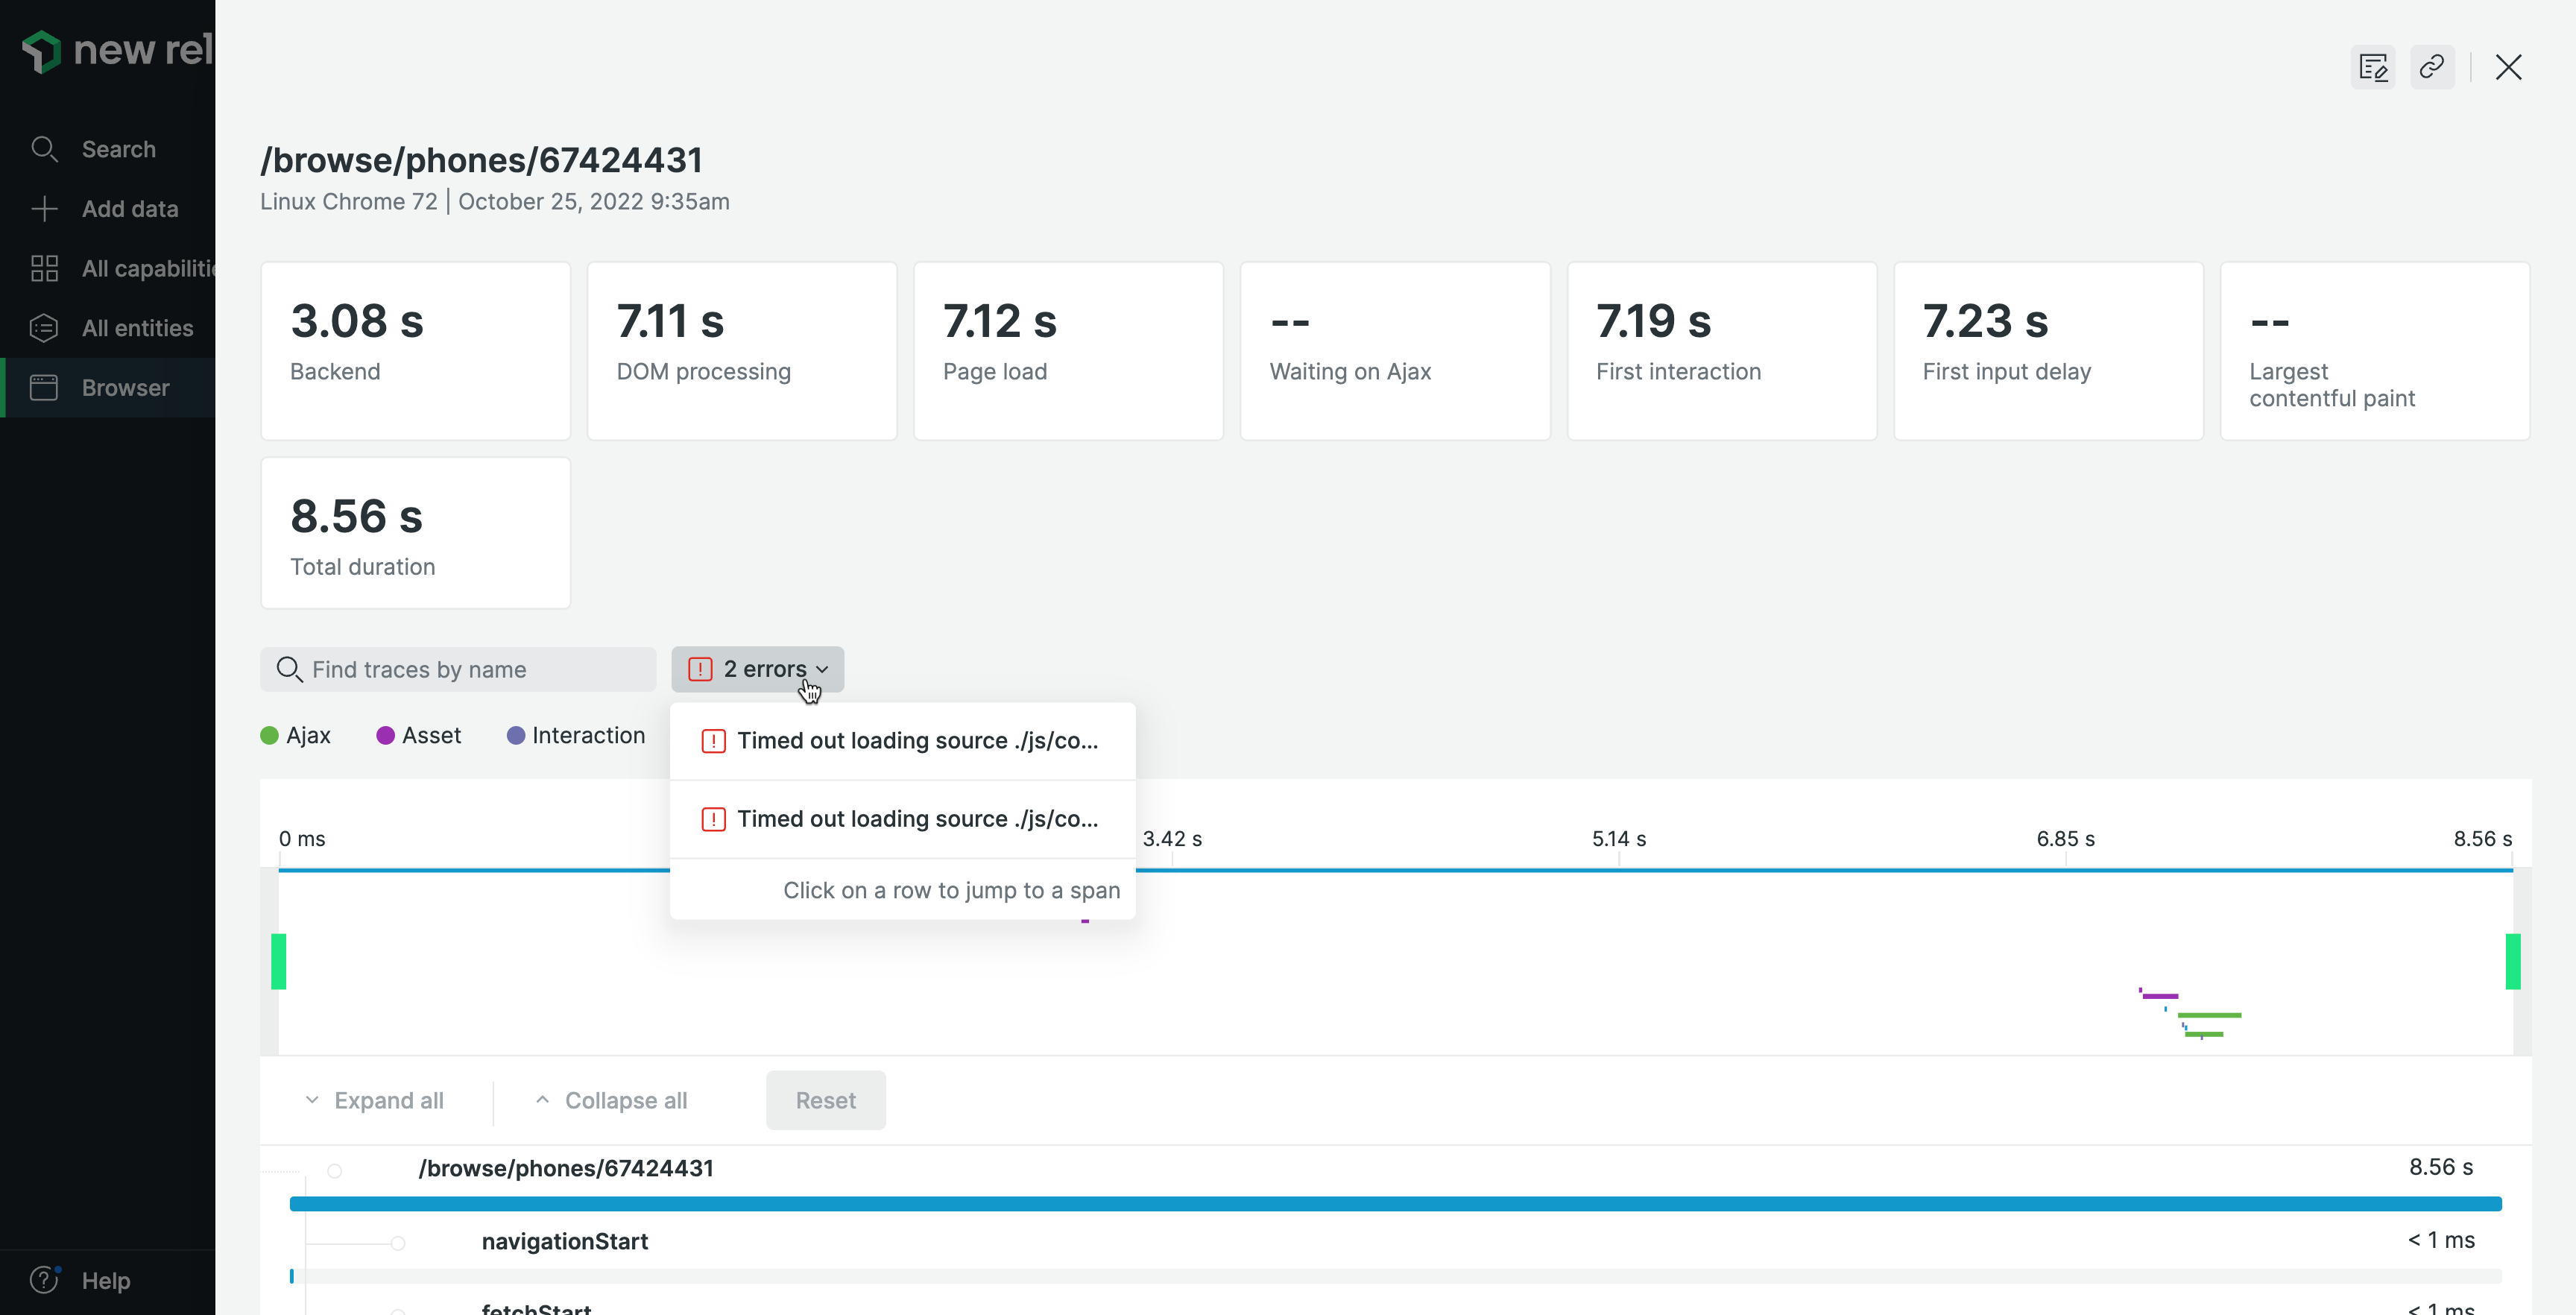 new rel
Search
Add data
All capabilitie
All entities
Browser
Help
/browse/phones/67424431
Linux Chrome 72 | October 25, 2022 9:35am
3.08 s
Backend
7.11 s
DOM processing
7.12 s
Page load
--
Waiting on Ajax
7.19 s
First interaction
7.23 s
First input delay
--
Largest
contentful paint
8.56 s
Total duration
Find traces by name
2 errors
Ajax
Asset
Interaction
Timed out loading source ./js/co...
Timed out loading source ./js/co...
Click on a row to jump to a span
0 ms
3.42 s
5.14 s
6.85 s
8.56 s
Expand all
Collapse all
Reset
/browse/phones/67424431
8.56 s
navigationStart
< 1 ms
fetchStart
< 1 ms